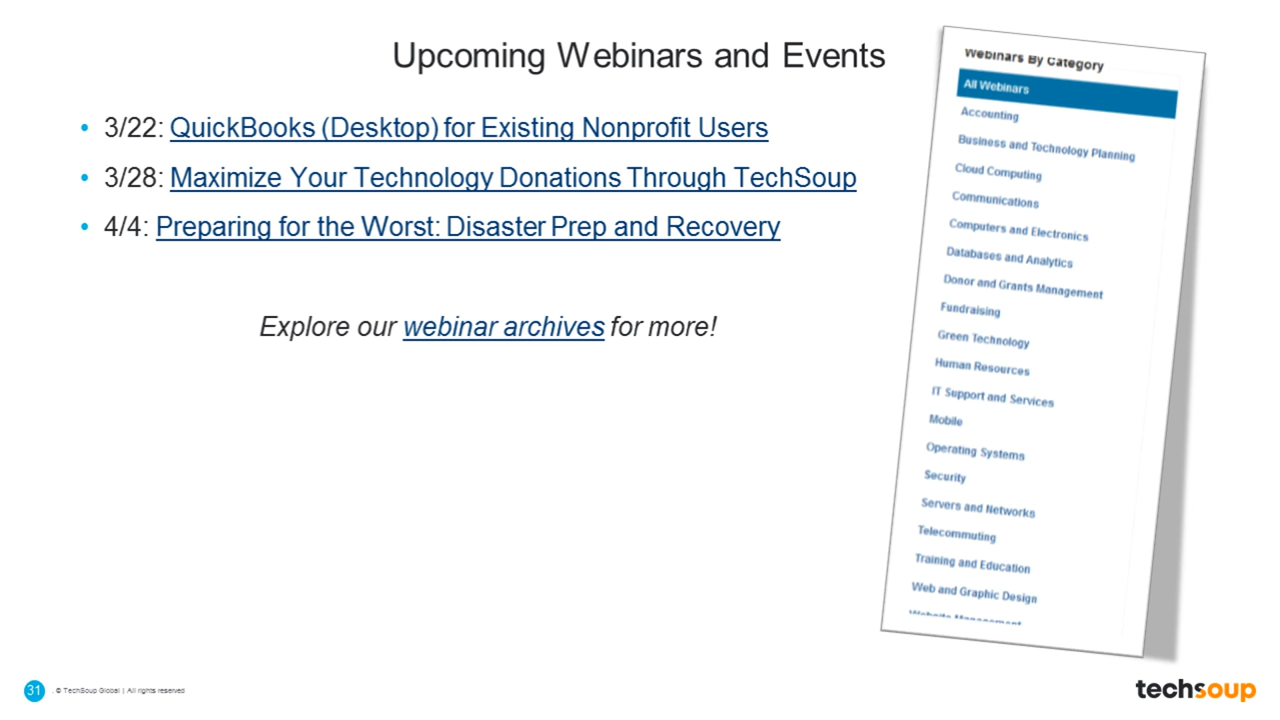 Upcoming Webinars and Events
• 3/22: QuickBooks (Desktop) for Existing Nonprofit Users
• 3/28: Maximize Your Technology Donations Through TechSoup
• 4/4: Preparing for the Worst: Disaster Prep and Recovery
Explore our webinar archives for more!
Webinars By Category
All Webinars
Accounting
Business and Technology Planning
Cloud Computing
Communications
Computers and Electronics
Databases and Analytics
Donor and Grants Management
Fundraising
Green Technology
Human Resources
IT Support and Services
Mobile
Operating Systems
Security
Servers and Networks
Telecommuting
Training and Education
Web and Graphic Design
Website Management
31 . © TechSoup Global | All rights reserved
techsoup